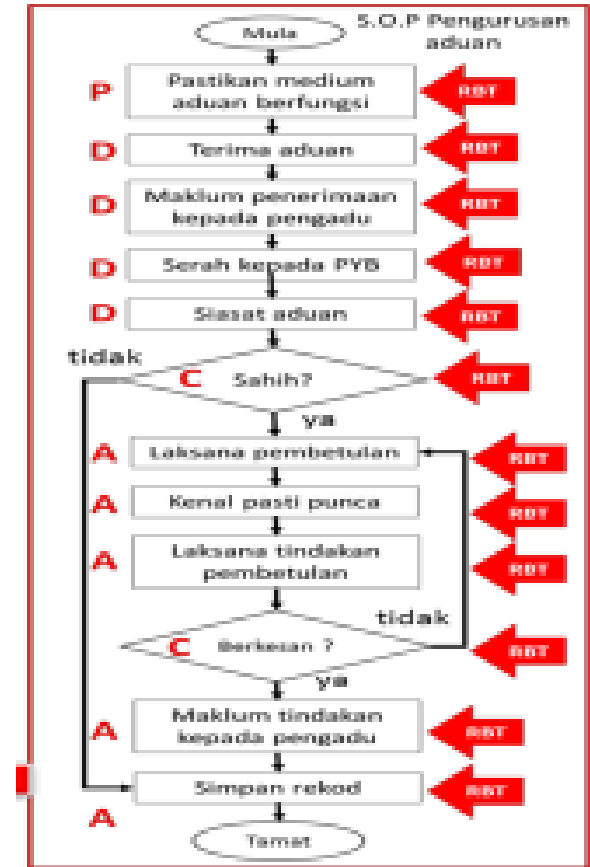 S.O.P Pengurusan
aduan
Mula
P
Pastikan medium
aduan berfungsi
RBT
D
Terima aduan
RBT
D
Maklum penerimaan
kepada pengadu
RBT
D
Serah kepada PYB
RBT
D
Siasat aduan
RBT
tidak
C
Sahih?
RBT
ya
A
Laksana pembetulan
RBT
A
Kenal pasti punca
RBT
A
Laksana tindakan
pembetulan
RBT
tidak
C
Berkesan ?
RBT
ya
A
Maklum tindakan
kepada pengadu
RBT
Simpan rekod
RBT
A
Tamat